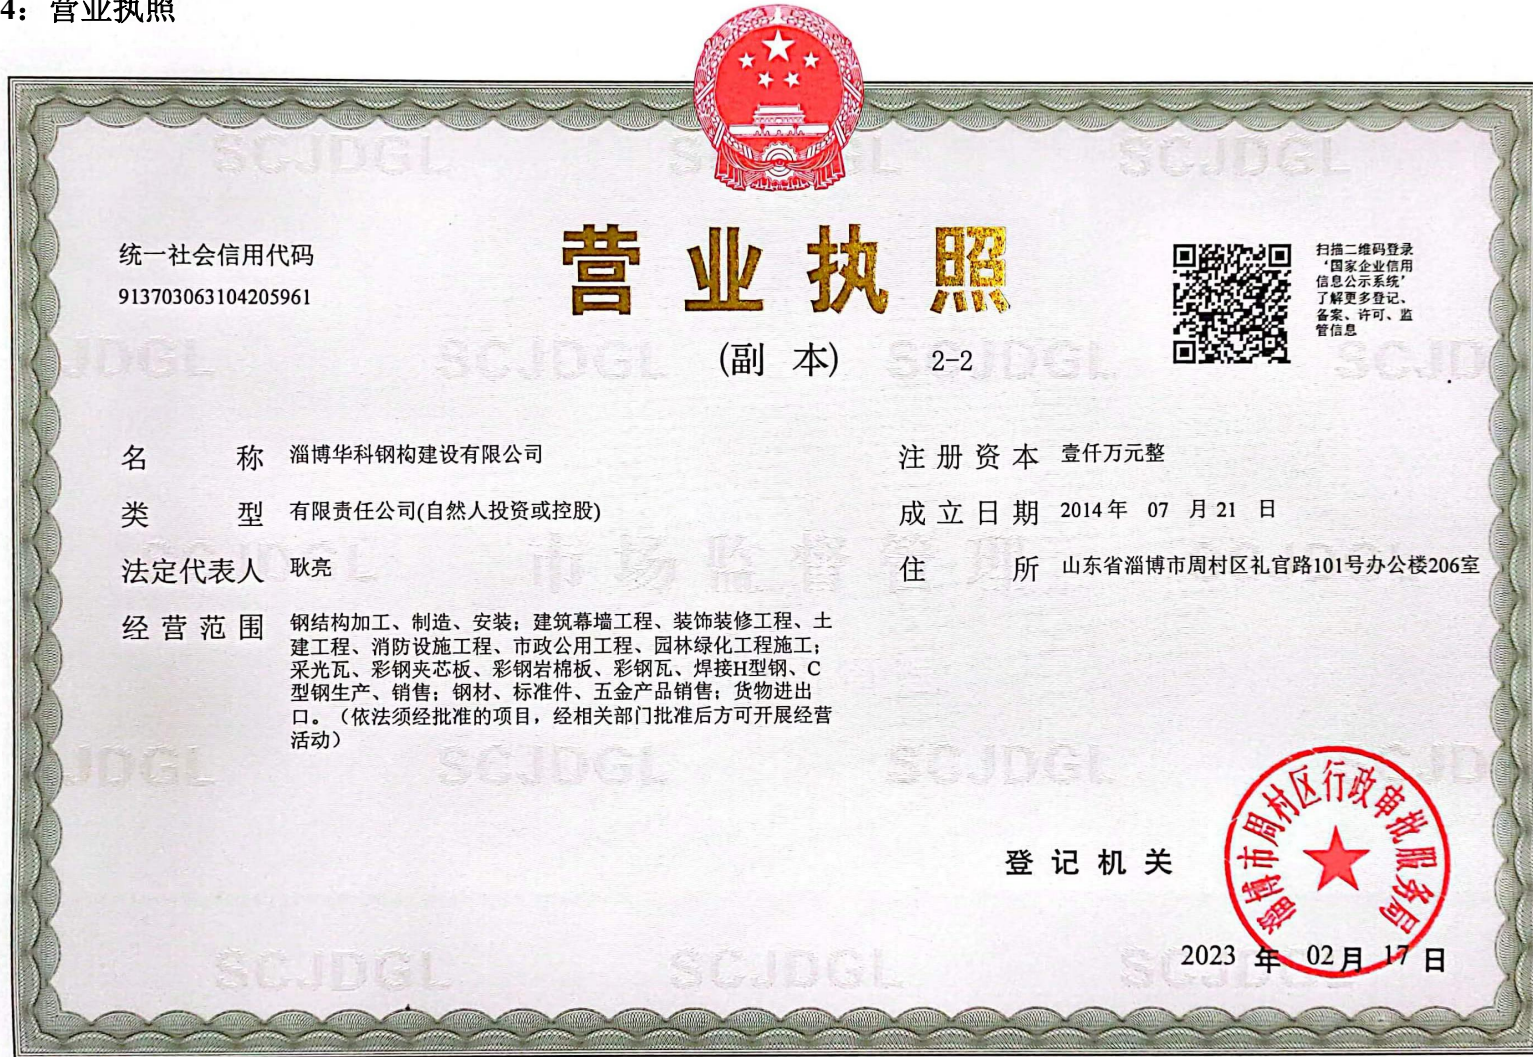 4：营业执照
统一社会信用代码
913703063104205961
营业执照
(副 本) 2-2
扫描二维码登录
‘国家企业信用
信息公示系统’
了解更多登记、
备案、许可、监
管信息
名 称 淄博华科钢构建设有限公司
类 型 有限责任公司(自然人投资或控股)
法定代表人 耿亮
经营范围 钢结构加工、制造、安装；建筑幕墙工程、装饰装修工程、土
建工程、消防设施工程、市政公用工程、园林绿化工程施工；
采光瓦、彩钢夹芯板、彩钢岩棉板、彩钢瓦、焊接H型钢、C
型钢生产、销售；钢材、标准件、五金产品销售；货物进出
口。（依法须经批准的项目，经相关部门批准后方可开展经营
活动）
注册资本 壹仟万元整
成立日期 2014年 07 月 21 日
住 所 山东省淄博市周村区礼官路101号办公楼206室
登记机关
淄博市周村区行政审批服务局
2023 年 02月 17日
SCJDGL
市场监督管理